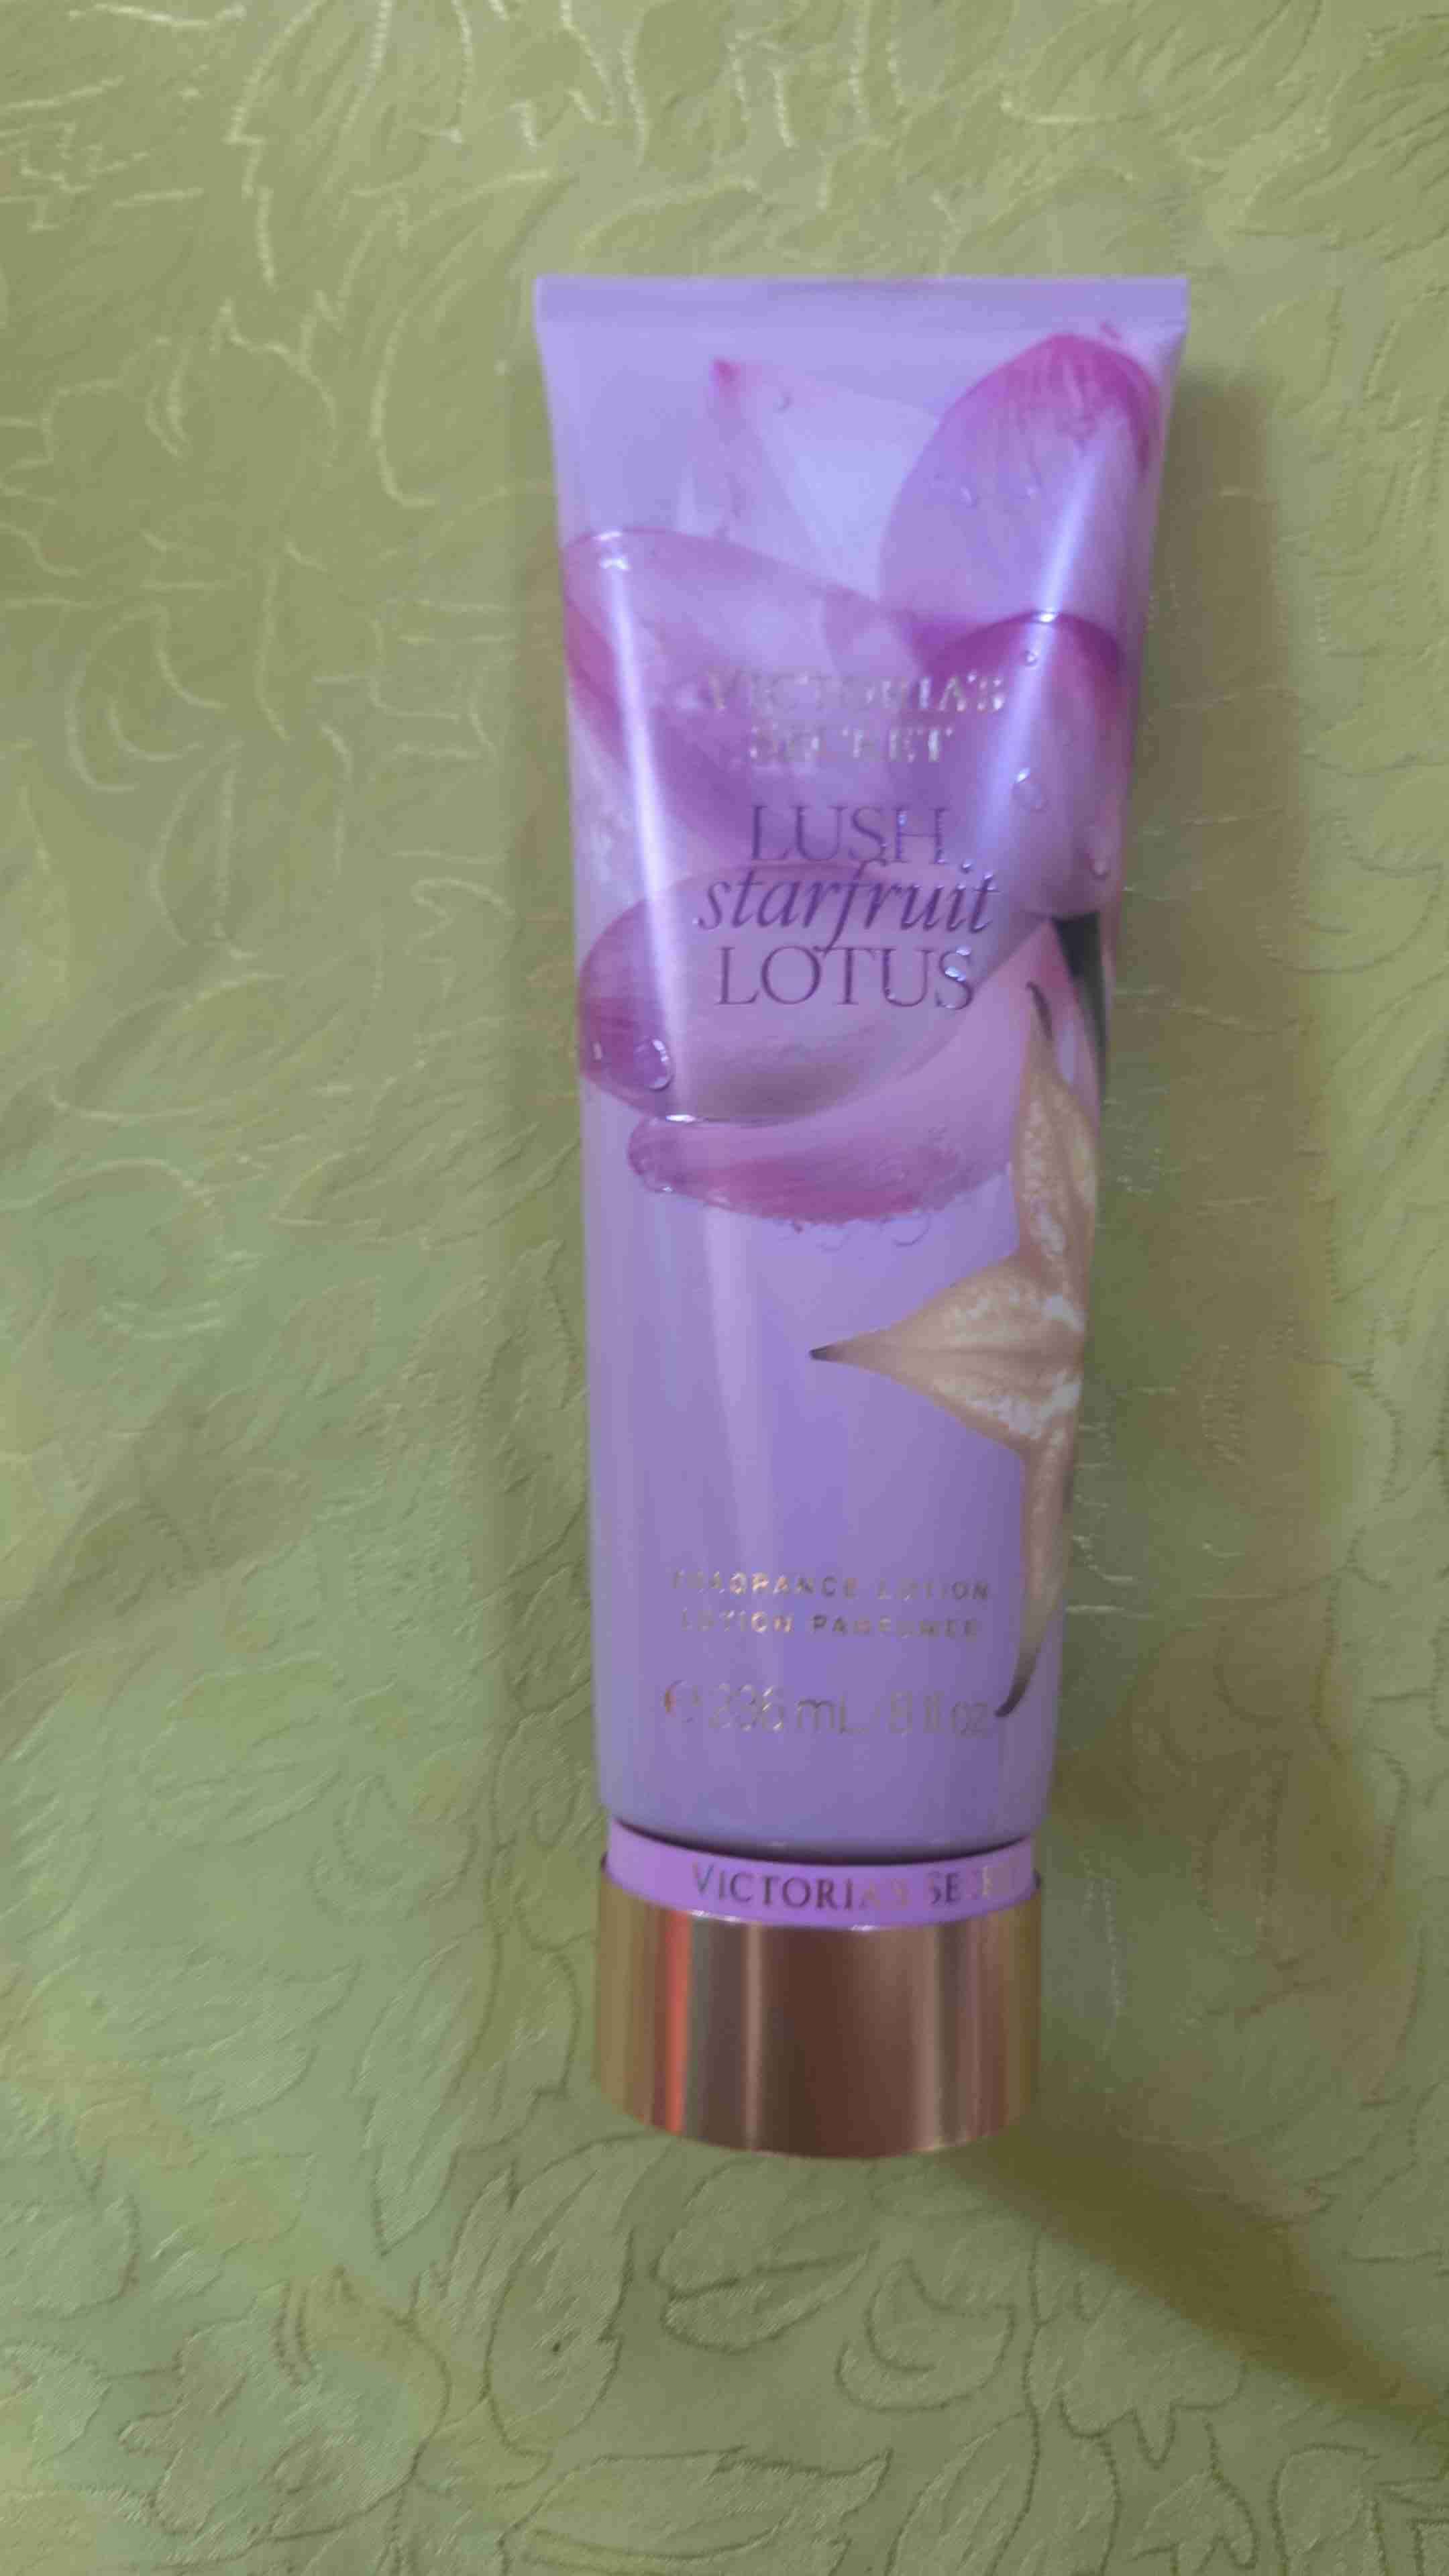 VICTORIA'S
SECRET
LUSH
starfruit
LOTUS
FRAGRANCE LOTION
LOTION PARFUMÉE
℮ 236 mL / 8 fl oz
VICTORIA'S SECRET